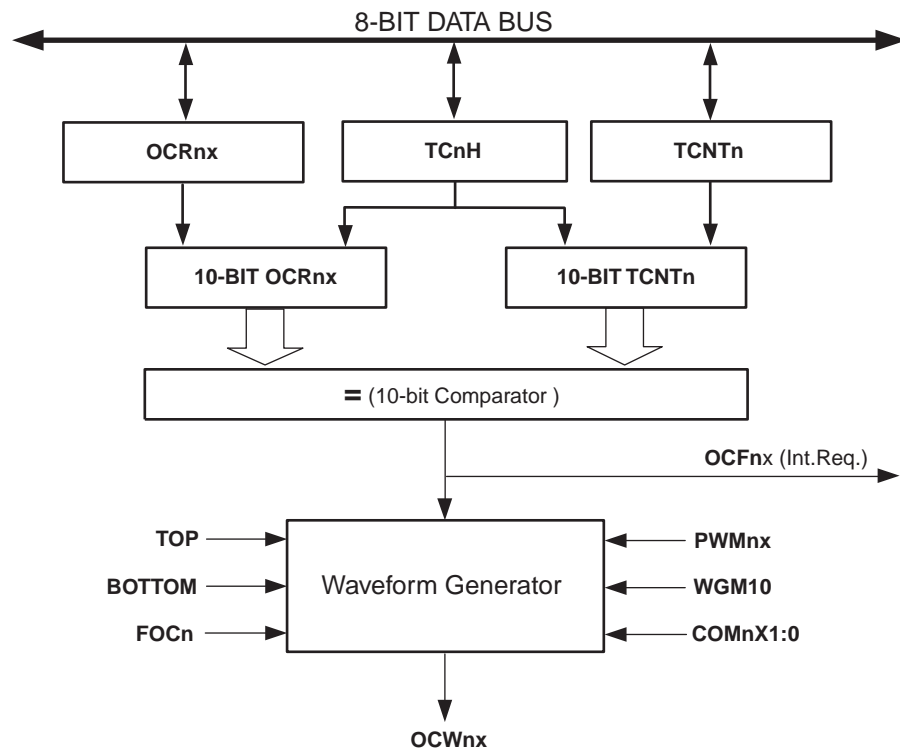 8-BIT DATA BUS
OCRnx
TCnH
TCNTn
10-BIT OCRnx
10-BIT TCNTn
= (10-bit Comparator )
OCFnx (Int.Req.)
TOP
PWMnx
BOTTOM
Waveform Generator
WGM10
FOCn
COMnX1:0
OCWnx